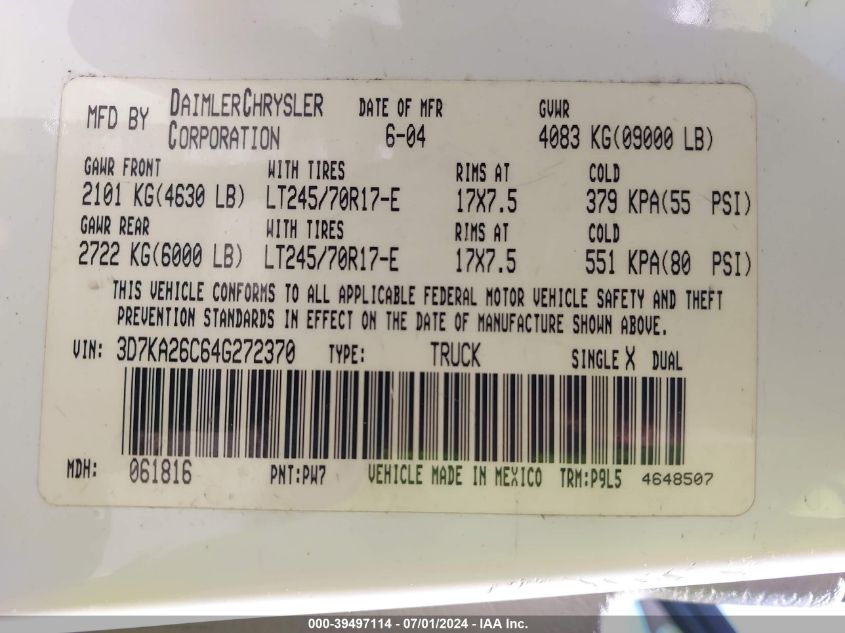 MFD BY DAIMLERCHRYSLER CORPORATION DATE OF MFR 6-04 GVWR 4083 KG(09000 LB)
GAWR FRONT WITH TIRES RIMS AT COLD
2101 KG(4630 LB) LT245/70R17-E 17X7.5 379 KPA(55 PSI)
GAWR REAR WITH TIRES RIMS AT COLD
2722 KG(6000 LB) LT245/70R17-E 17X7.5 551 KPA(80 PSI)
THIS VEHICLE CONFORMS TO ALL APPLICABLE FEDERAL MOTOR VEHICLE SAFETY AND THEFT
PREVENTION STANDARDS IN EFFECT ON THE DATE OF MANUFACTURE SHOWN ABOVE.
VIN: 3D7KA26C64G272370 TYPE: TRUCK SINGLE X DUAL
MDH: 061816 PNT:PW7 VEHICLE MADE IN MEXICO TRM:P9L5 4648507
000-39497114 - 07/01/2024 - IAA Inc.